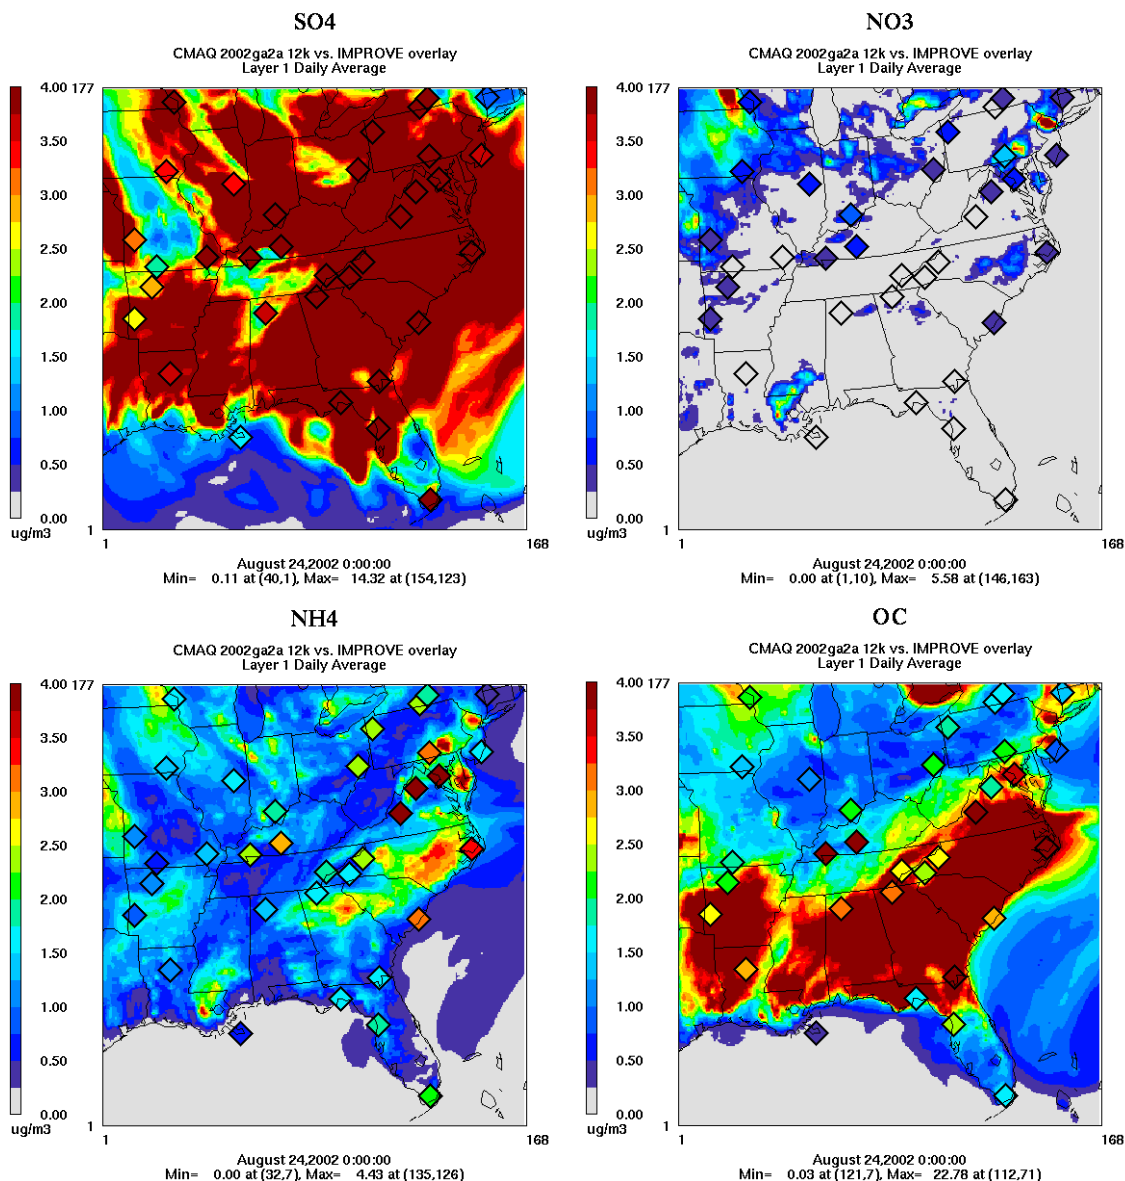 SO4
CMAQ 2002ga2a 12k vs. IMPROVE overlay
Layer 1 Daily Average
4.00 177
3.50
3.00
2.50
2.00
1.50
1.00
0.50
0.00
ug/m3
1
1 168
August 24,2002 0:00:00
Min= 0.11 at (40,1), Max= 14.32 at (154,123)
NO3
CMAQ 2002ga2a 12k vs. IMPROVE overlay
Layer 1 Daily Average
4.00 177
3.50
3.00
2.50
2.00
1.50
1.00
0.50
0.00
ug/m3
1
1 168
August 24,2002 0:00:00
Min= 0.00 at (1,10), Max= 5.58 at (146,163)
NH4
CMAQ 2002ga2a 12k vs. IMPROVE overlay
Layer 1 Daily Average
4.00 177
3.50
3.00
2.50
2.00
1.50
1.00
0.50
0.00
ug/m3
1
1 168
August 24,2002 0:00:00
Min= 0.00 at (32,7), Max= 4.43 at (135,126)
OC
CMAQ 2002ga2a 12k vs. IMPROVE overlay
Layer 1 Daily Average
4.00 177
3.50
3.00
2.50
2.00
1.50
1.00
0.50
0.00
ug/m3
1
1 168
August 24,2002 0:00:00
Min= 0.03 at (121,7), Max= 22.78 at (112,71)